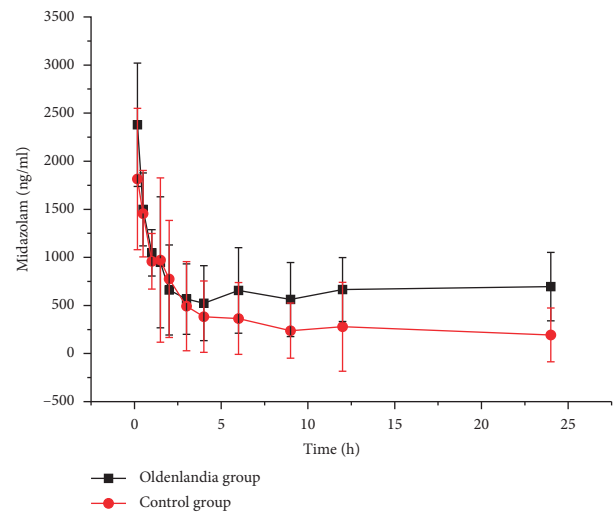 3500
3000
2500
2000
1500
1000
500
0
−500
Midazolam (ng/ml)
0 5 10 15 20 25
Time (h)
Oldenlandia group
Control group